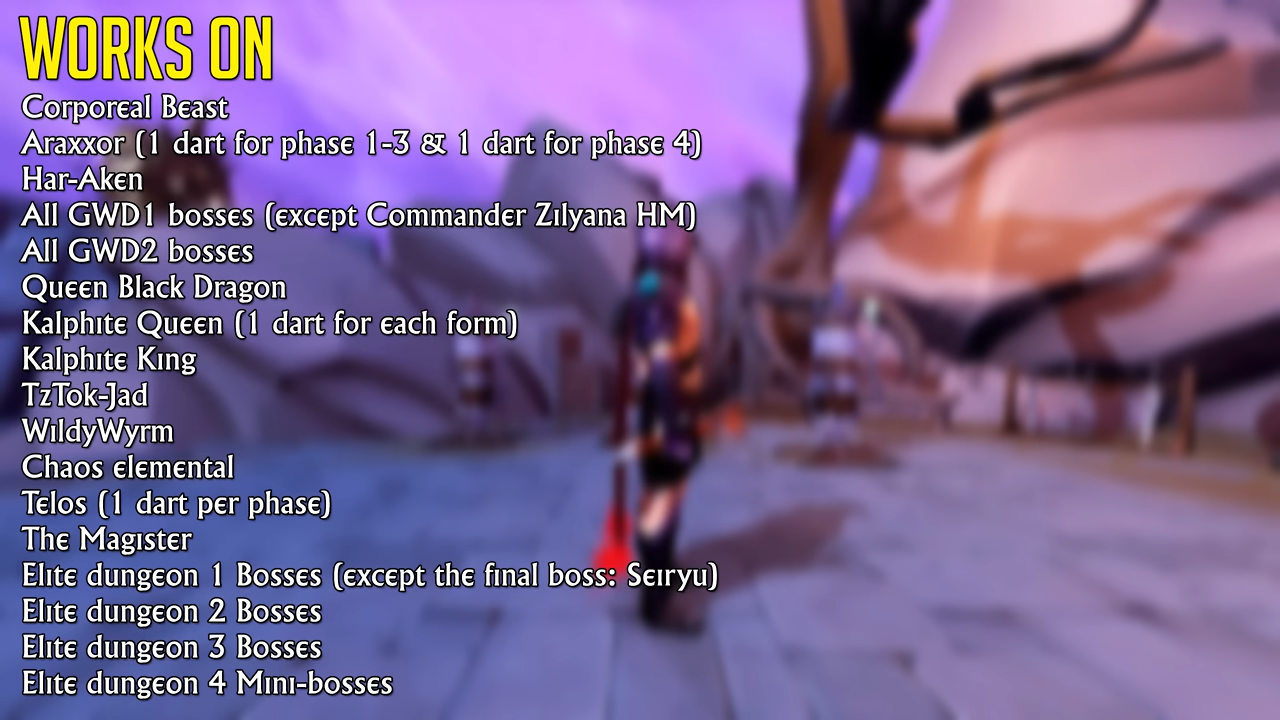 WORKS ON
Corporeal Beast
Araxxor (1 dart for phase 1-3 & 1 dart for phase 4)
Har-Aken
All GWD1 bosses (except Commander Zilyana HM)
All GWD2 bosses
Queen Black Dragon
Kalphite Queen (1 dart for each form)
Kalphite King
TzTok-Jad
WildyWyrm
Chaos elemental
Telos (1 dart per phase)
The Magister
Elite dungeon 1 Bosses (except the final boss: Seiryu)
Elite dungeon 2 Bosses
Elite dungeon 3 Bosses
Elite dungeon 4 Mini-bosses